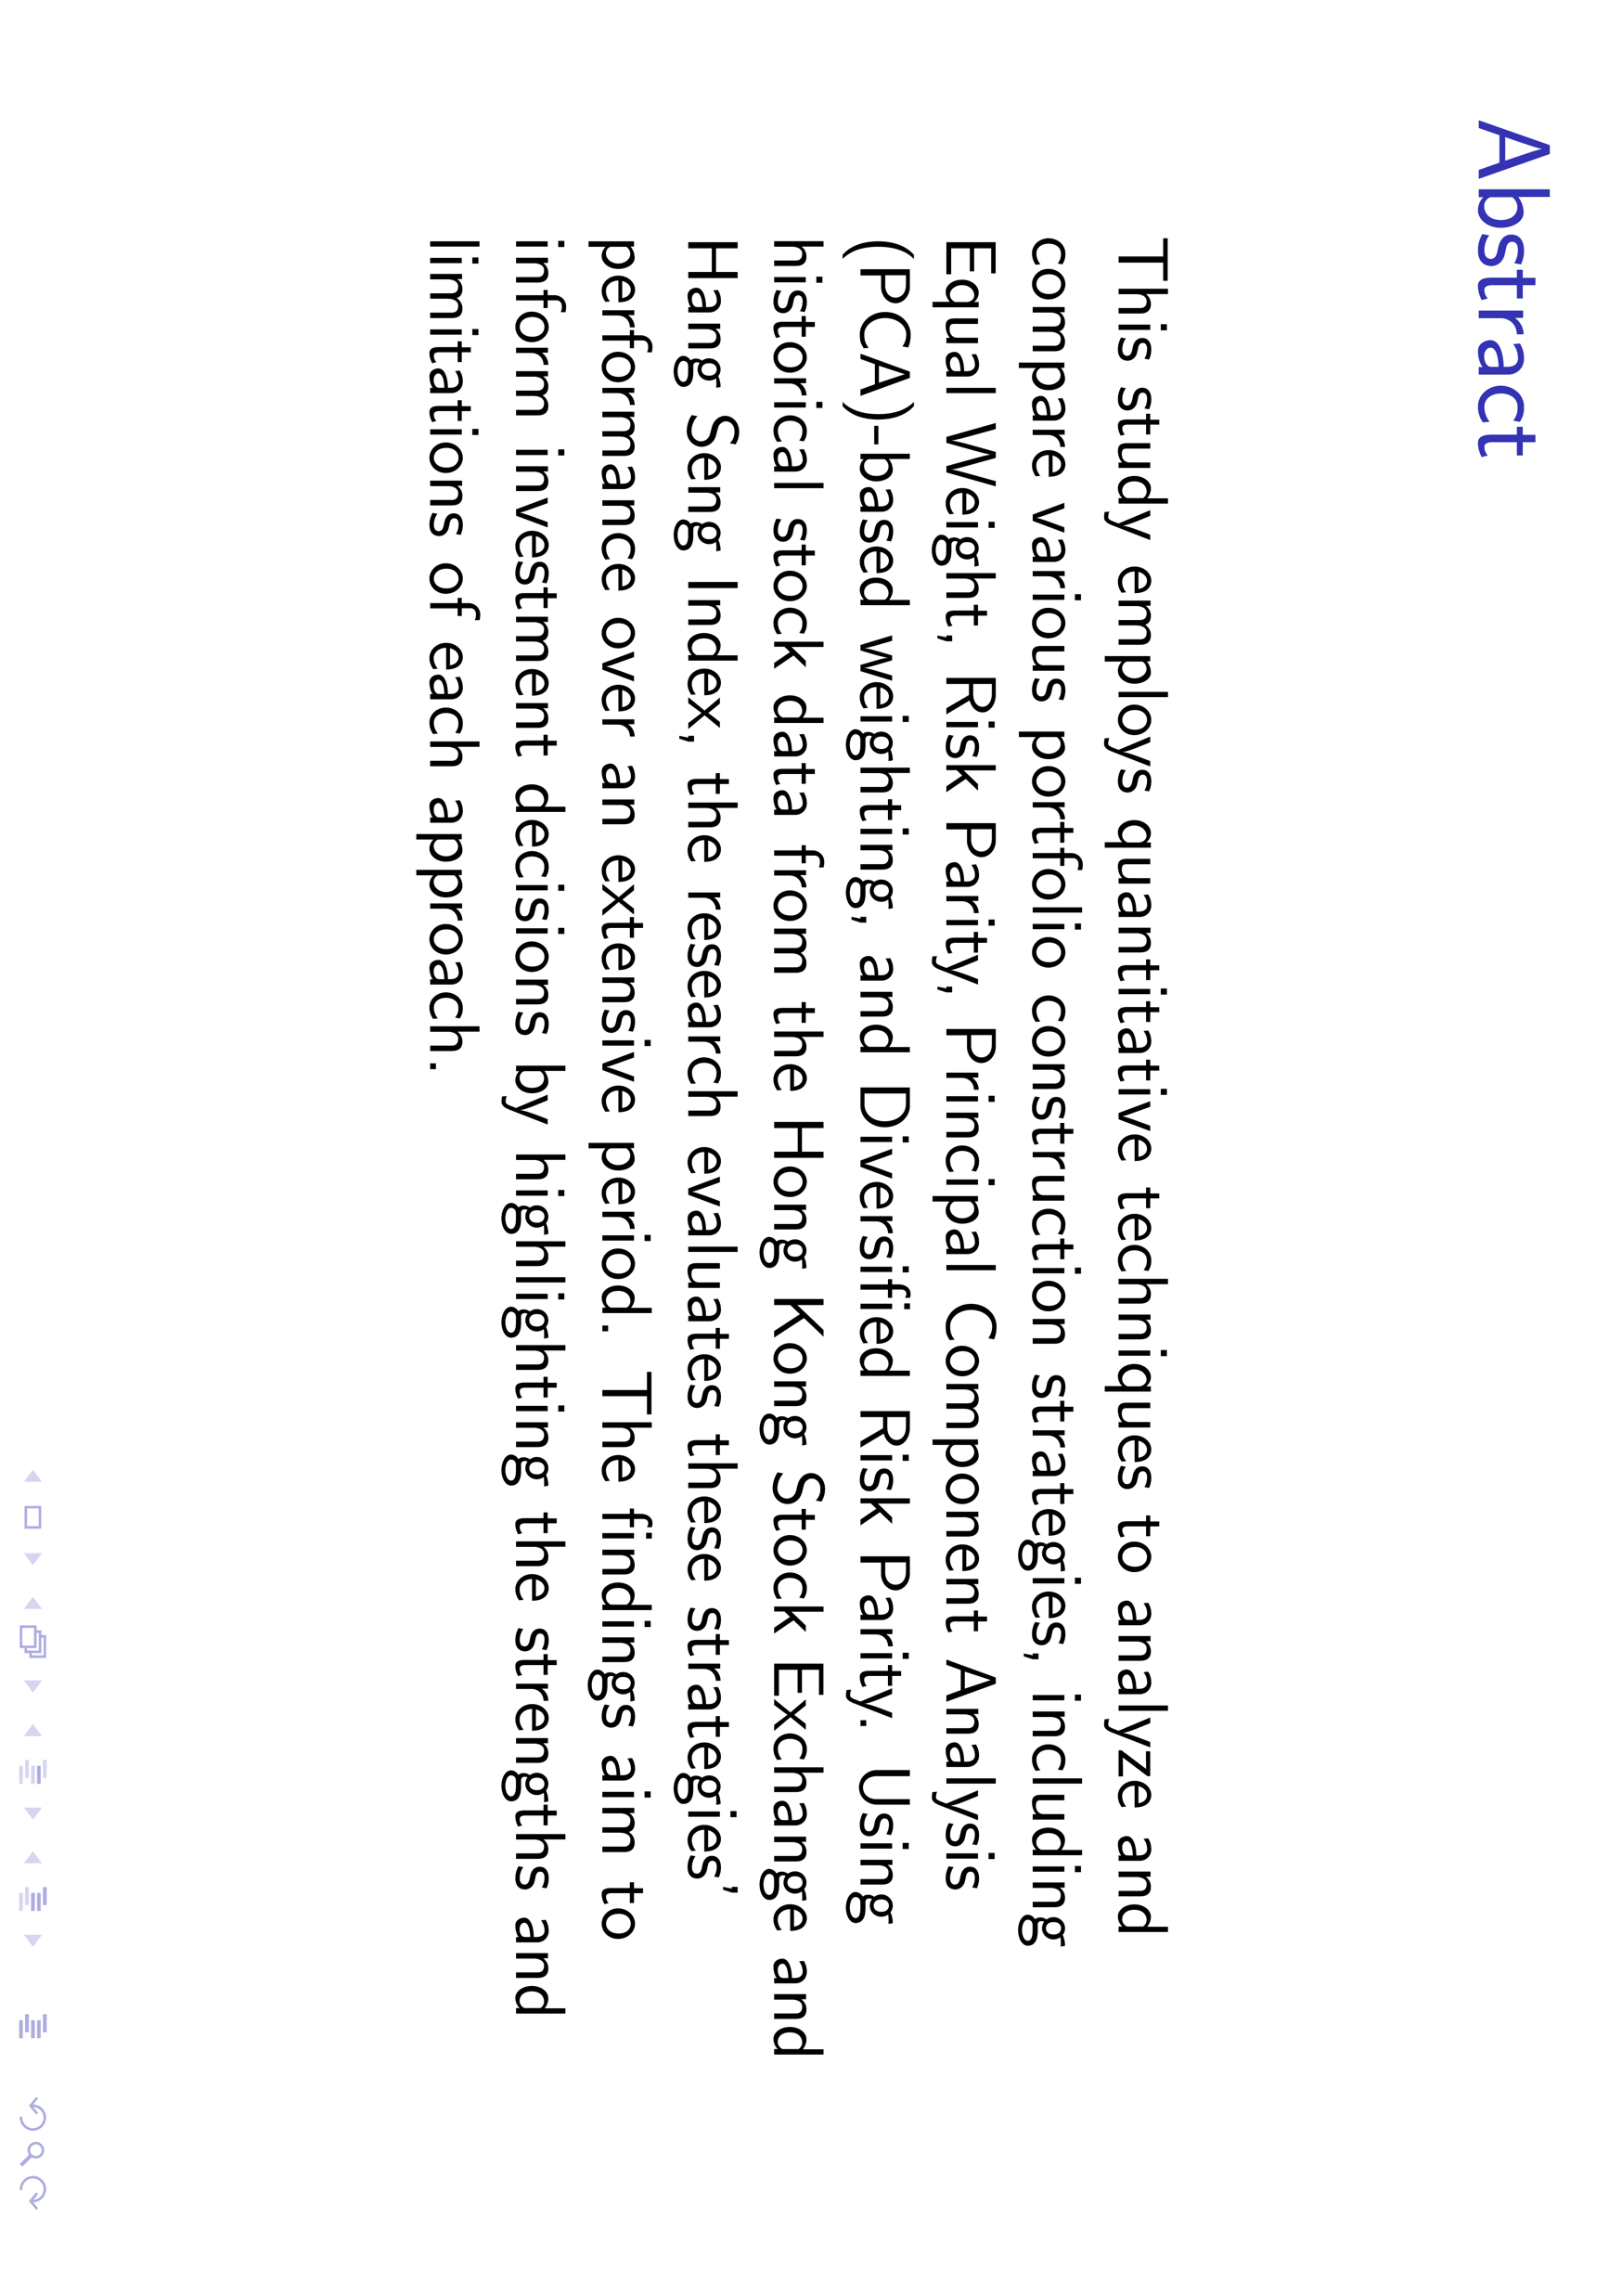 Abstract
This study employs quantitative techniques to analyze and
compare various portfolio construction strategies, including
Equal Weight, Risk Parity, Principal Component Analysis
(PCA)-based weighting, and Diversified Risk Parity. Using
historical stock data from the Hong Kong Stock Exchange and
Hang Seng Index, the research evaluates these strategies’
performance over an extensive period. The findings aim to
inform investment decisions by highlighting the strengths and
limitations of each approach.